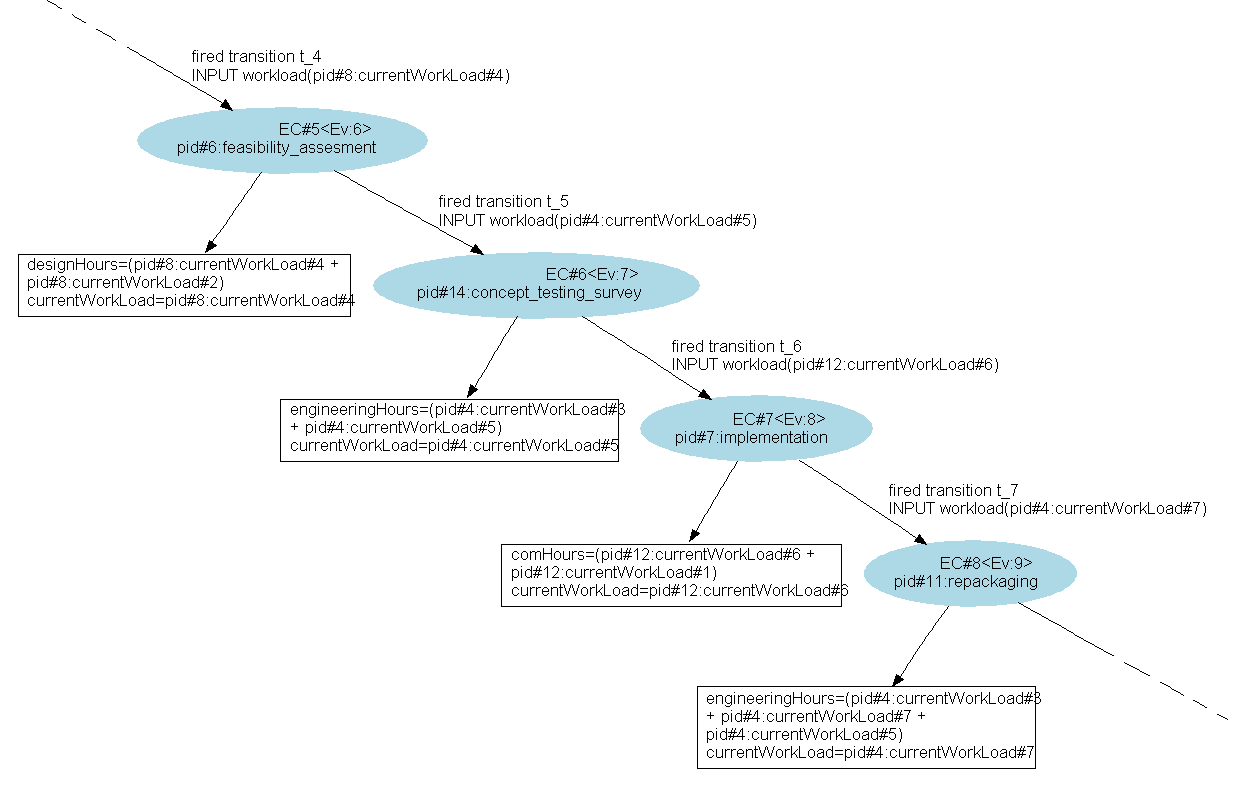 fired transition t_4
INPUT workload(pid#8:currentWorkLoad#4)
EC#5<Ev:6>
pid#6:feasibility_assesment
fired transition t_5
INPUT workload(pid#4:currentWorkLoad#5)
designHours=(pid#8:currentWorkLoad#4 +
pid#8:currentWorkLoad#2)
currentWorkLoad=pid#8:currentWorkLoad#4
EC#6<Ev:7>
pid#14:concept_testing_survey
fired transition t_6
INPUT workload(pid#12:currentWorkLoad#6)
engineeringHours=(pid#4:currentWorkLoad#3
+ pid#4:currentWorkLoad#5)
currentWorkLoad=pid#4:currentWorkLoad#5
EC#7<Ev:8>
pid#7:implementation
fired transition t_7
INPUT workload(pid#4:currentWorkLoad#7)
comHours=(pid#12:currentWorkLoad#6 +
pid#12:currentWorkLoad#1)
currentWorkLoad=pid#12:currentWorkLoad#6
EC#8<Ev:9>
pid#11:repackaging
engineeringHours=(pid#4:currentWorkLoad#3
+ pid#4:currentWorkLoad#7 +
pid#4:currentWorkLoad#5)
currentWorkLoad=pid#4:currentWorkLoad#7